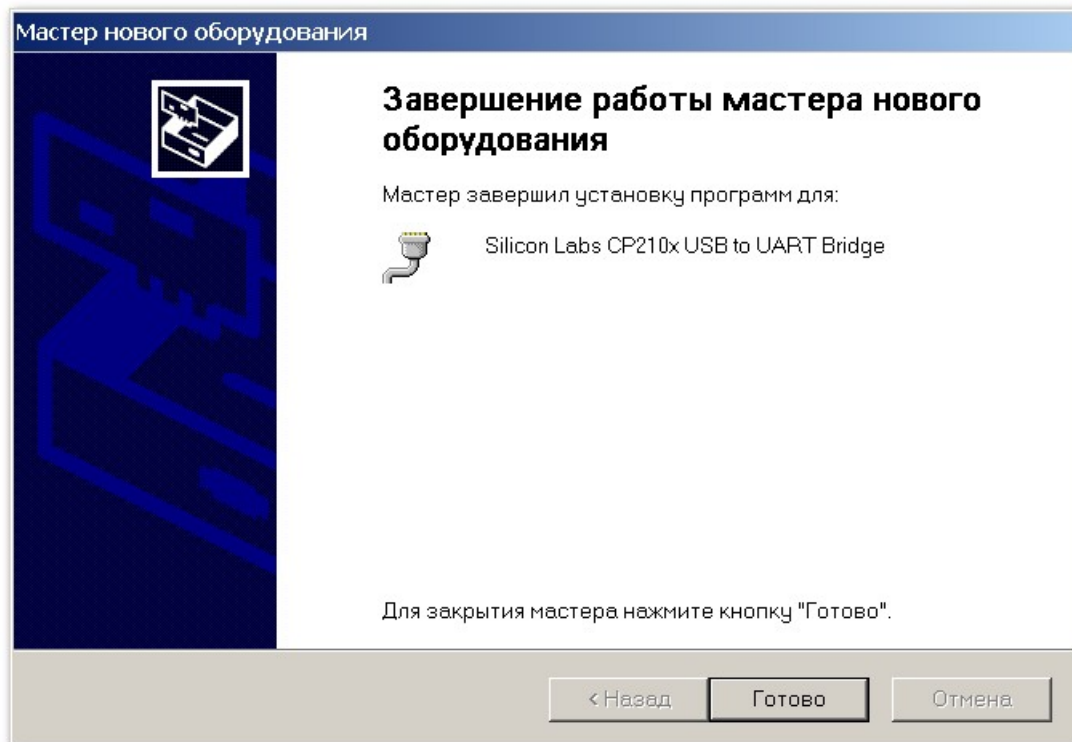 Мастер нового оборудования
Завершение работы мастера нового
оборудования
Мастер завершил установку программ для:
Silicon Labs CP210x USB to UART Bridge
Для закрытия мастера нажмите кнопку "Готово".
< Назад
Готово
Отмена